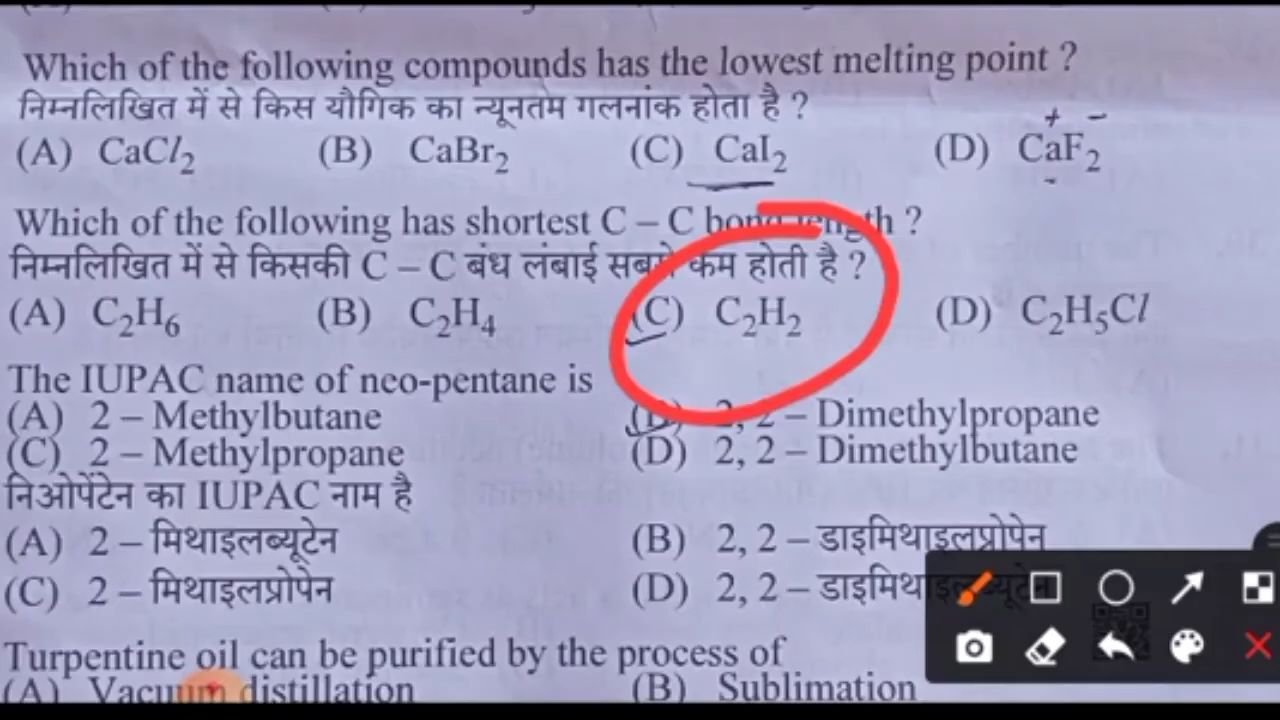 Which of the following compounds has the lowest melting point ?
निम्नलिखित में से किस यौगिक का न्यूनतम गलनांक होता है ?
(A) CaCl₂ (B) CaBr₂ (C) CaI₂ (D) CaF₂
+ −
Which of the following has shortest C – C bond length ?
निम्नलिखित में से किसकी C – C बंध लंबाई सबसे कम होती है ?
(A) C₂H₆ (B) C₂H₄ (C) C₂H₂ (D) C₂H₅Cl
The IUPAC name of neo-pentane is
(A) 2 – Methylbutane (B) 2, 2 – Dimethylpropane
(C) 2 – Methylpropane (D) 2, 2 – Dimethylbutane
निओपेंटेन का IUPAC नाम है
(A) 2 – मिथाइलब्यूटेन (B) 2, 2 – डाइमिथाइलप्रोपेन
(C) 2 – मिथाइलप्रोपेन (D) 2, 2 – डाइमिथाइलब्यूटेन
Turpentine oil can be purified by the process of
(A) Vacuum distillation (B) Sublimation